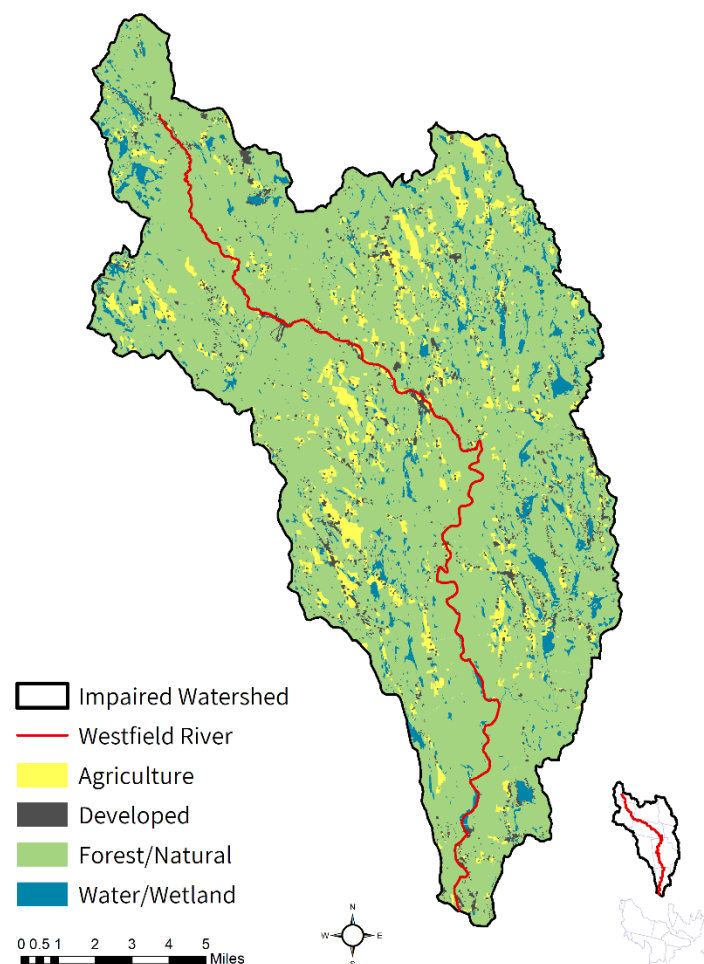 Impaired Watershed
Westfield River
Agriculture
Developed
Forest/Natural
Water/Wetland
N
W E
S
0 0.5 1 2 3 4 5
Miles